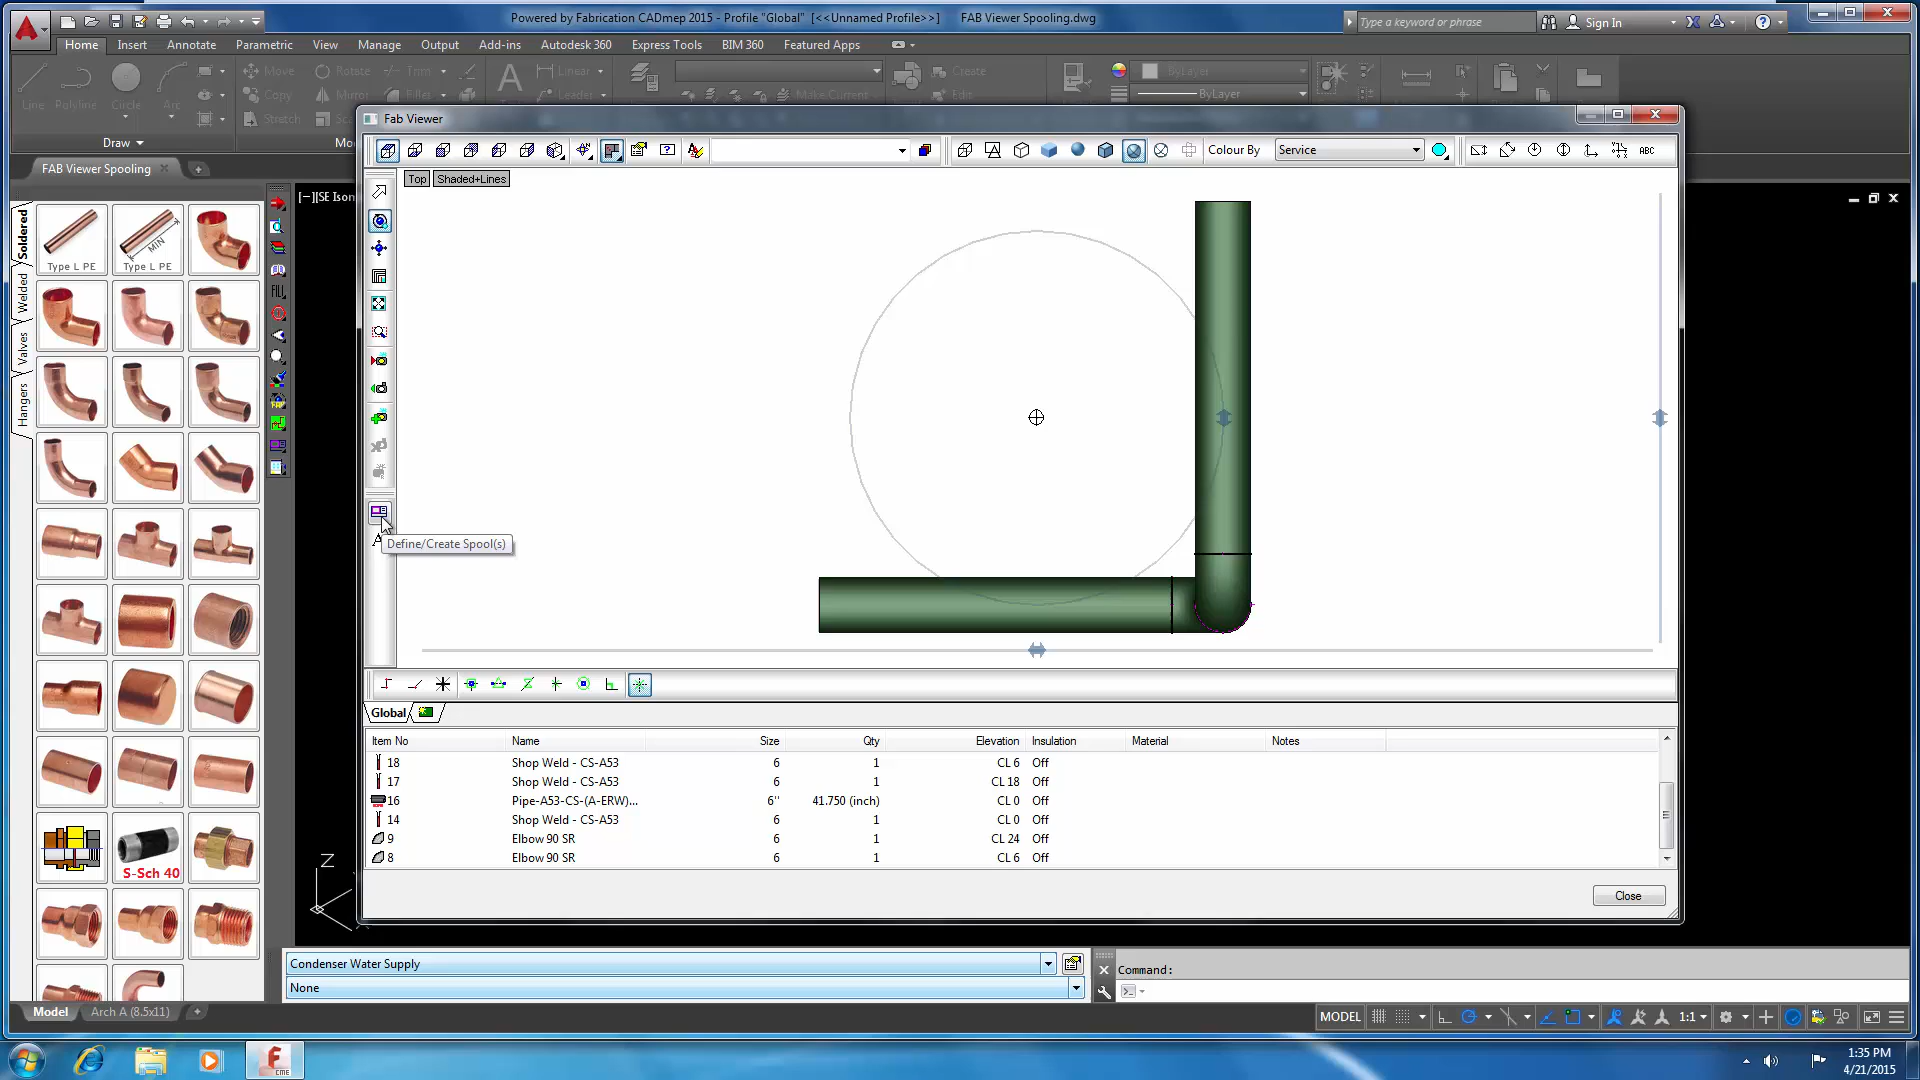 Powered by Fabrication CADmep 2015 - Profile "Global"  [<<Unnamed Profile>>]    FAB Viewer Spooling.dwg
Type a keyword or phrase
Sign In
Home Insert Annotate Parametric View Manage Output Add-ins Autodesk 360 Express Tools BIM 360 Featured Apps
Move Rotate Trim Linear Create ByLayer
Line Polyline Circle Arc
Copy Mirror Fillet Leader Make Current Edit ByLayer
Stretch
Draw
Fab Viewer
FAB Viewer Spooling
Colour By Service
ABC
Top Shaded+Lines
[−][SE Isom
Soldered
Welded
Valves
Hangers
Type L PE
MIN
Type L PE
FILL
Define/Create Spool(s)
Global
Item No Name Size Qty Elevation Insulation Material Notes
18 Shop Weld - CS-A53 6 1 CL 6 Off
17 Shop Weld - CS-A53 6 1 CL 18 Off
16 Pipe-A53-CS-(A-ERW)... 6'' 41.750 (inch) CL 0 Off
14 Shop Weld - CS-A53 6 1 CL 0 Off
9 Elbow 90 SR 6 1 CL 24 Off
8 Elbow 90 SR 6 1 CL 6 Off
S-Sch 40
Z
Close
Condenser Water Supply
None
Command:
Model Arch A (8.5x11)
MODEL 1:1
CME
1:35 PM
4/21/2015